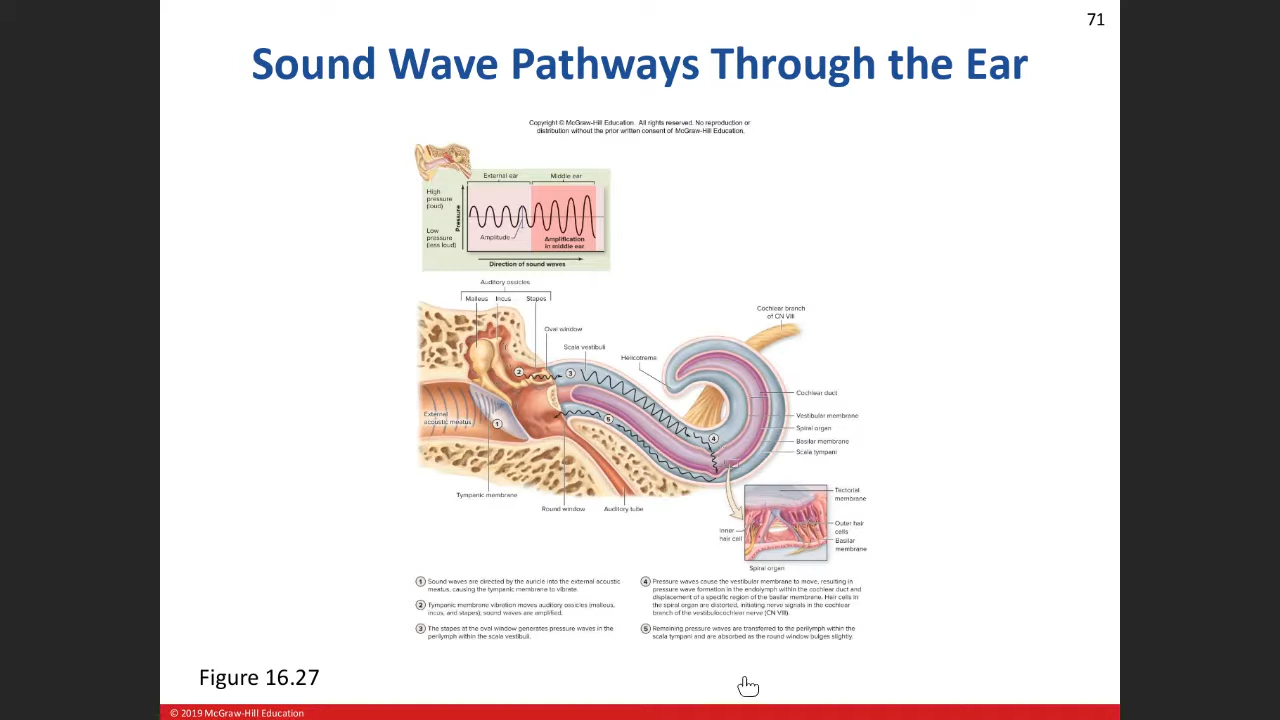 71
Sound Wave Pathways Through the Ear
Copyright © McGraw-Hill Education. All rights reserved. No reproduction or
distribution without the prior written consent of McGraw-Hill Education.
External ear
Middle ear
High
pressure
(loud)
Pressure
Low
pressure
(less loud)
Amplitude
Amplification
in middle ear
Direction of sound waves
Auditory ossicles
Malleus
Incus
Stapes
Oval window
Scala vestibuli
Helicotrema
Cochlear branch
of CN VIII
2
3
Cochlear duct
External
acoustic meatus
1
5
Vestibular membrane
Spiral organ
4
Basilar membrane
Scala tympani
Tympanic membrane
Round window
Auditory tube
Tectorial
membrane
Inner
hair cell
Outer hair
cells
Basilar
membrane
Spiral organ
1 Sound waves are directed by the auricle into the external acoustic
meatus, causing the tympanic membrane to vibrate.
2 Tympanic membrane vibration moves auditory ossicles (malleus,
incus, and stapes); sound waves are amplified.
3 The stapes at the oval window generates pressure waves in the
perilymph within the scala vestibuli.
4 Pressure waves cause the vestibular membrane to move, resulting in
pressure wave formation in the endolymph within the cochlear duct and
displacement of a specific region of the basilar membrane. Hair cells in
the spiral organ are distorted, initiating nerve signals in the cochlear
branch of the vestibulocochlear nerve (CN VIII).
5 Remaining pressure waves are transferred to the perilymph within the
scala tympani and are absorbed as the round window bulges slightly.
Figure 16.27
© 2019 McGraw-Hill Education